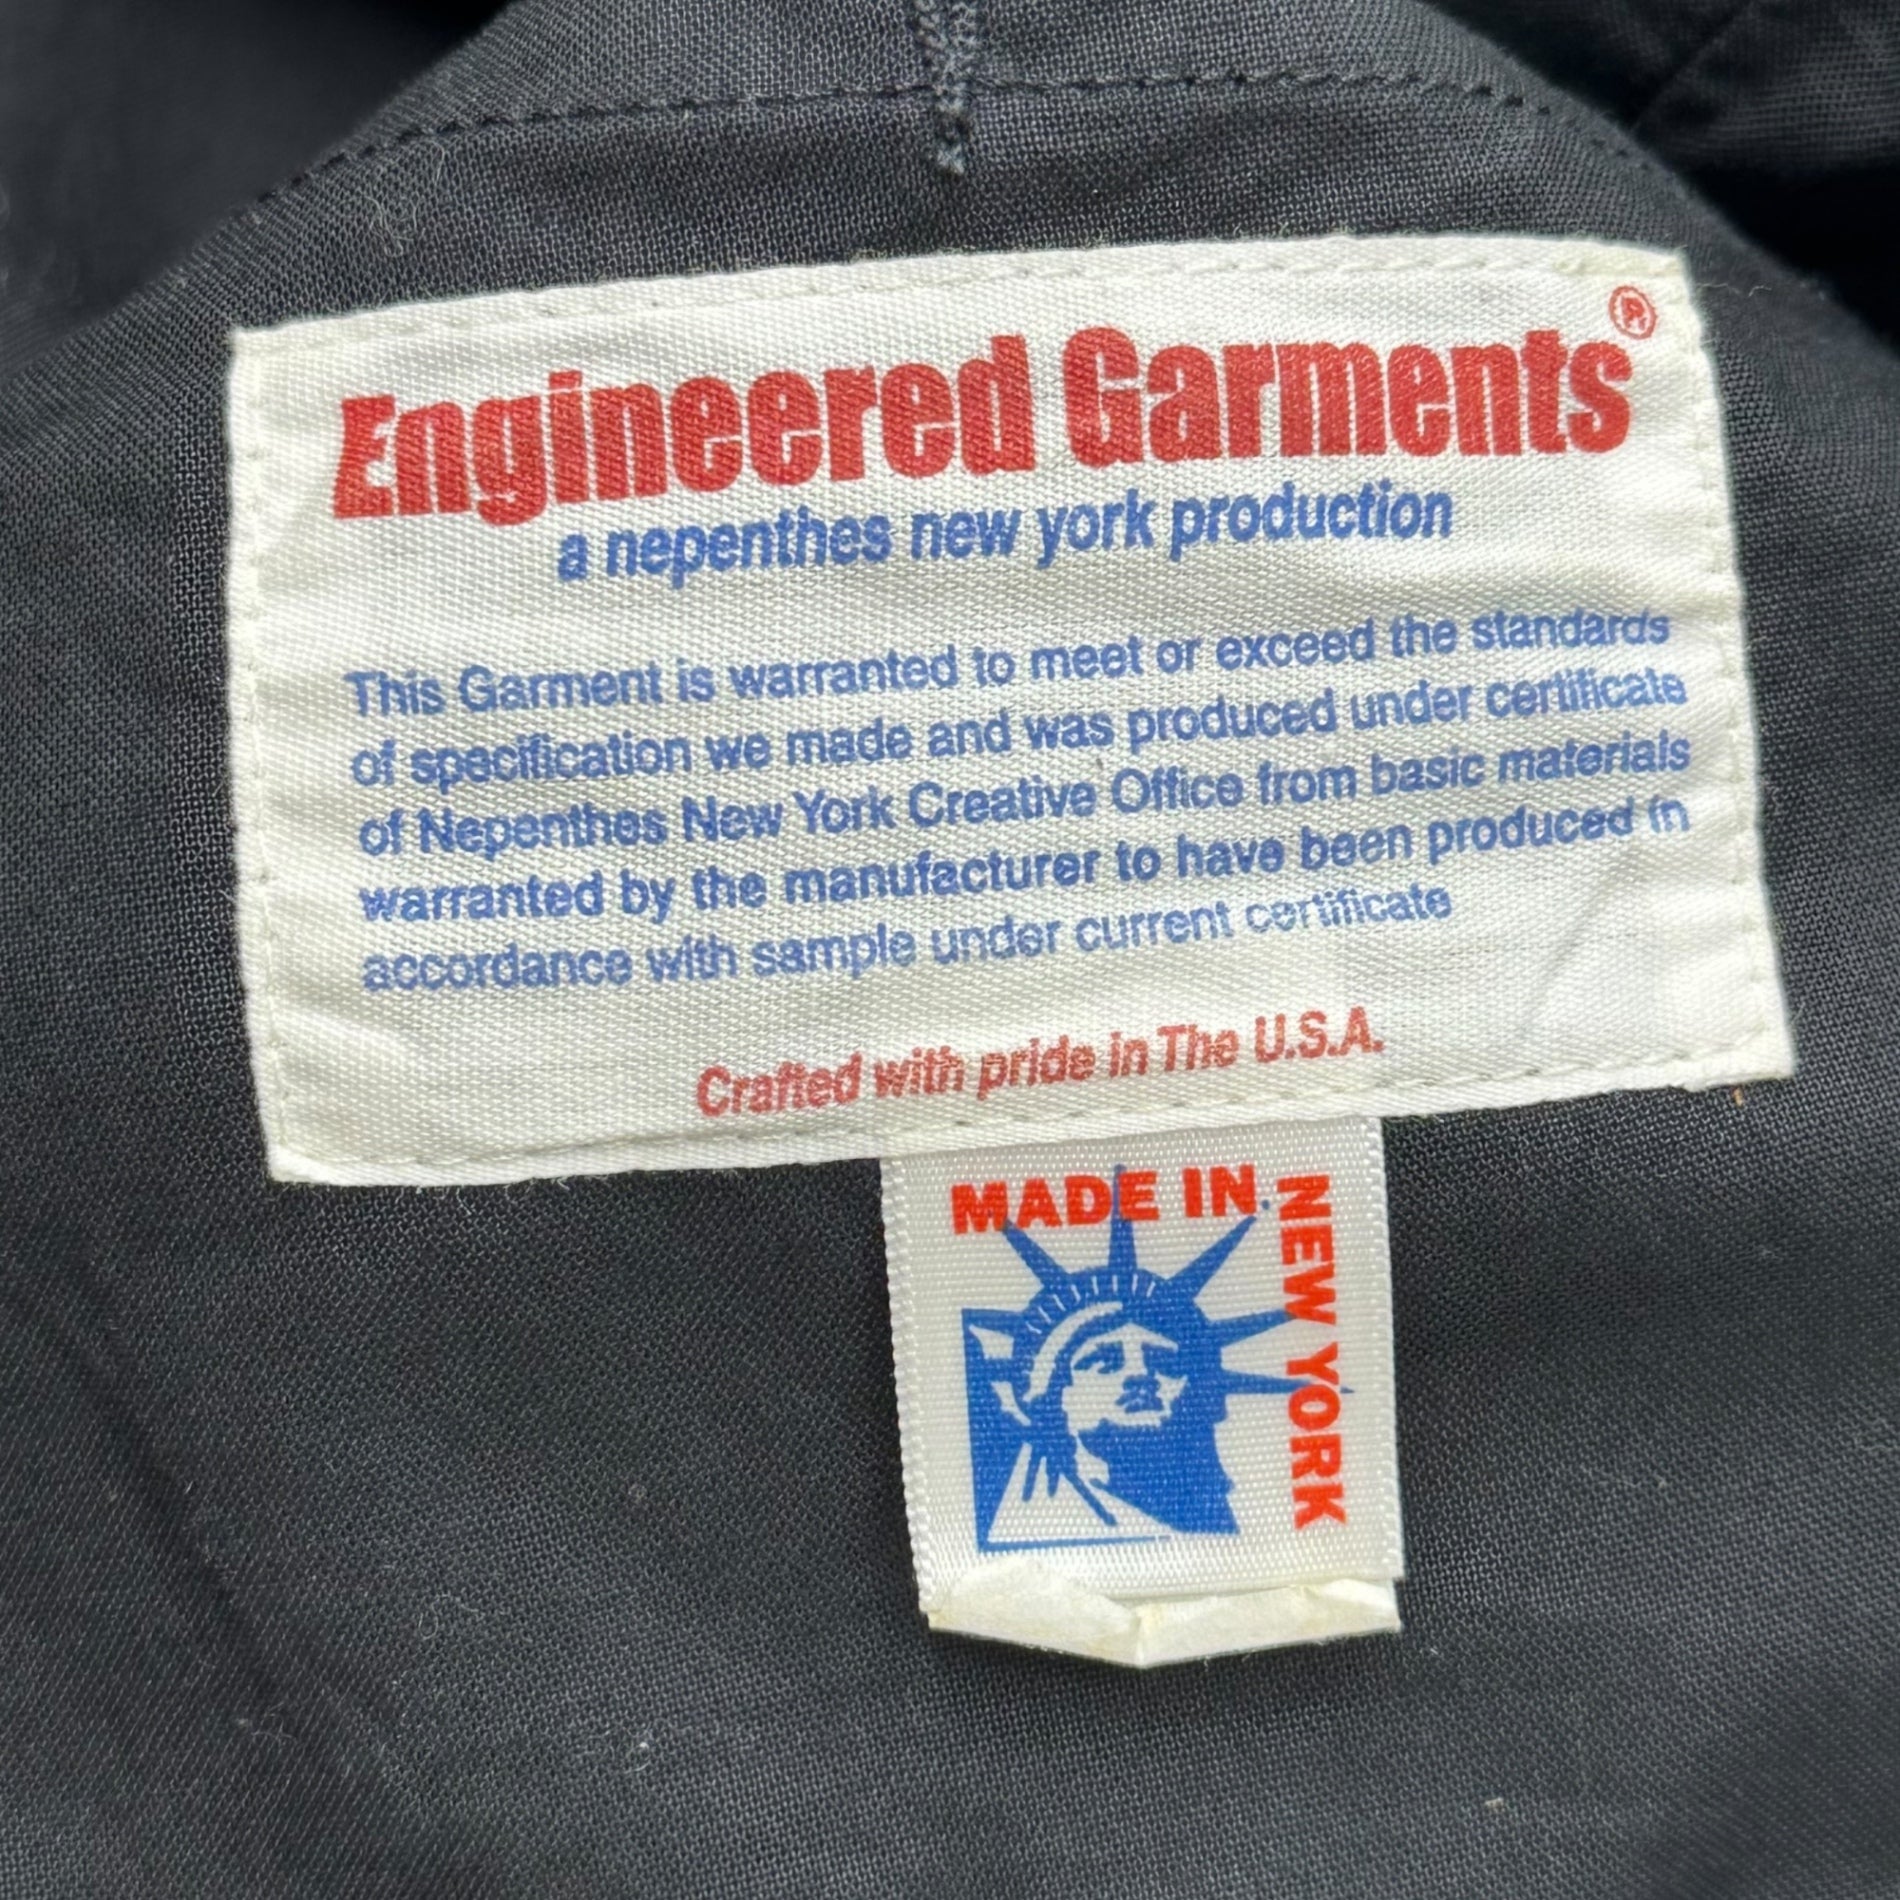 Engineered Garments®
a nepenthes new york production
This Garment is warranted to meet or exceed the standards
of specification we made and was produced under certificate
of Nepenthes New York Creative Office from basic materials
warranted by the manufacturer to have been produced in
accordance with sample under current certificate
Crafted with pride in The U.S.A.
MADE IN
NEW YORK